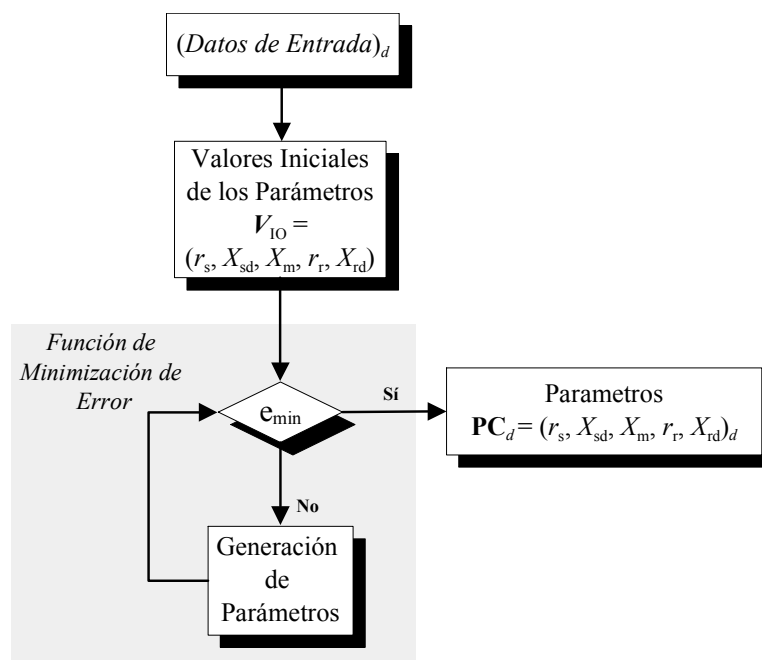 (Datos de Entrada)d
Valores Iniciales
de los Parámetros
VIO =
(rs, Xsd, Xm, rr, Xrd)
Función de
Minimización de
Error
emin
Sí
Parametros
PCd = (rs, Xsd, Xm, rr, Xrd)d
No
Generación
de
Parámetros